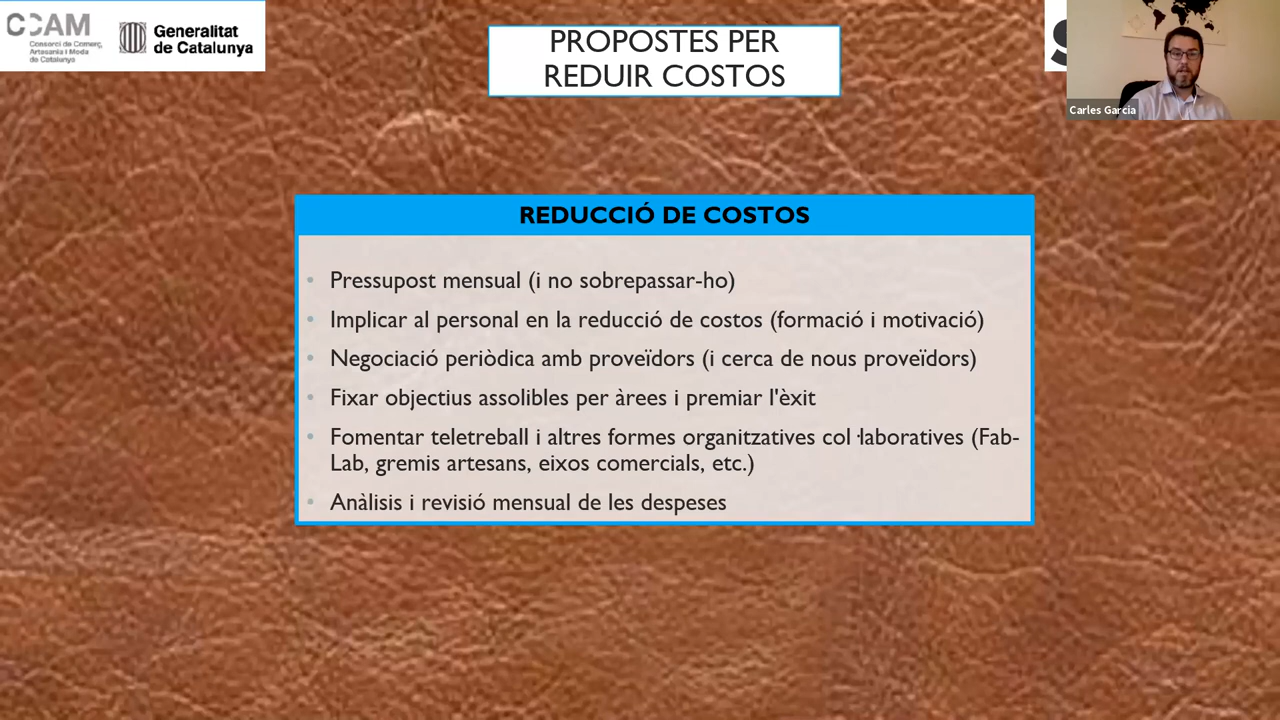 CCAM
Consorci de Comerç,
Artesania i Moda
de Catalunya
Generalitat
de Catalunya
PROPOSTES PER
REDUIR COSTOS
Carles García
REDUCCIÓ DE COSTOS
• Pressupost mensual (i no sobrepassar-ho)
• Implicar al personal en la reducció de costos (formació i motivació)
• Negociació periòdica amb proveïdors (i cerca de nous proveïdors)
• Fixar objectius assolibles per àrees i premiar l'èxit
• Fomentar teletreball i altres formes organitzatives col·laboratives (Fab-
Lab, gremis artesans, eixos comercials, etc.)
• Anàlisis i revisió mensual de les despeses